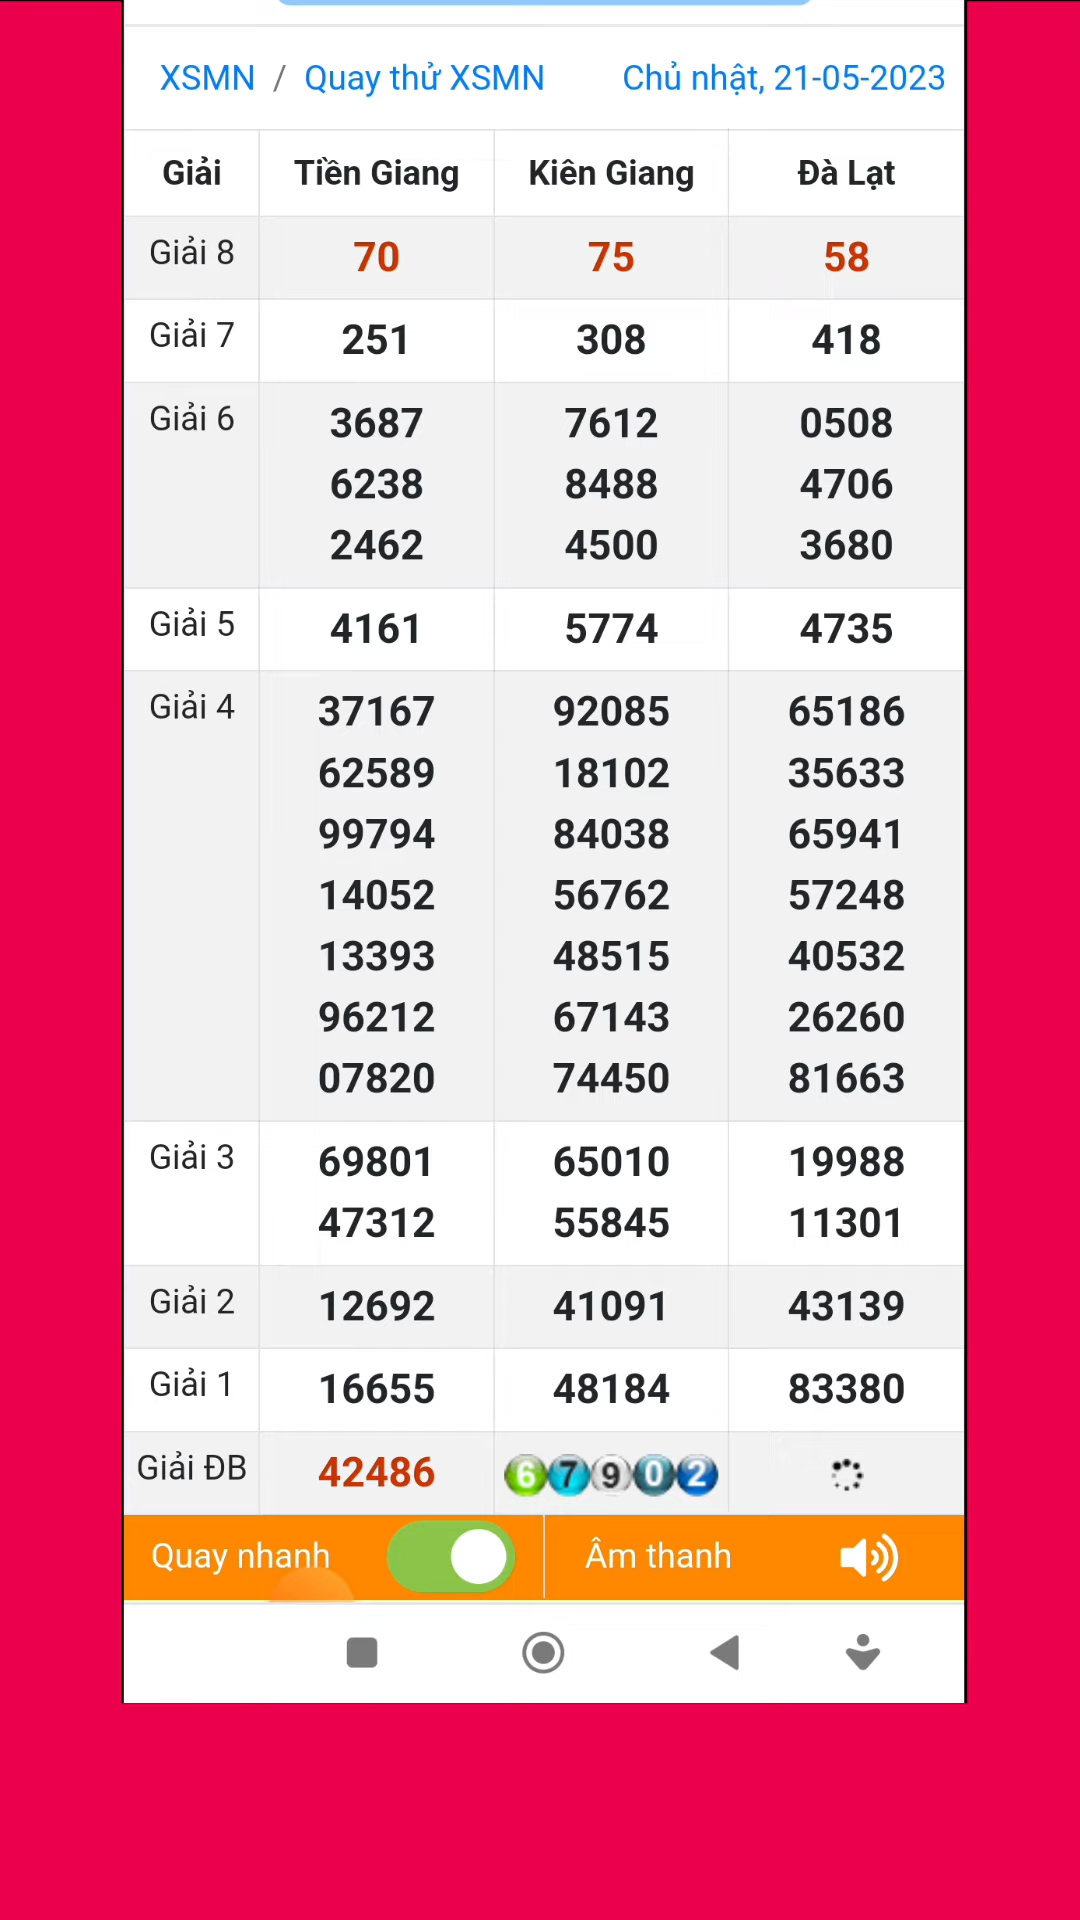 XSMN / Quay thử XSMN Chủ nhật, 21-05-2023
Giải Tiền Giang Kiên Giang Đà Lạt
Giải 8 70 75 58
Giải 7 251 308 418
Giải 6 3687 7612 0508
6238 8488 4706
2462 4500 3680
Giải 5 4161 5774 4735
Giải 4 37167 92085 65186
62589 18102 35633
99794 84038 65941
14052 56762 57248
13393 48515 40532
96212 67143 26260
07820 74450 81663
Giải 3 69801 65010 19988
47312 55845 11301
Giải 2 12692 41091 43139
Giải 1 16655 48184 83380
Giải ĐB 42486 67902
Quay nhanh Âm thanh